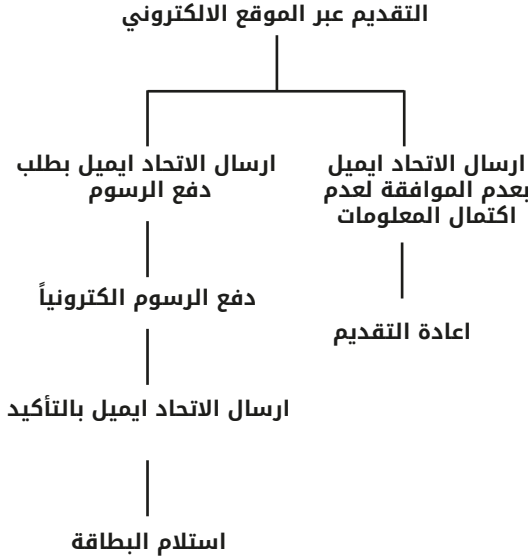 التقديم عبر الموقع الالكتروني
ارسال الاتحاد ايميل
بعدم الموافقة لعدم
اكتمال المعلومات
اعادة التقديم
ارسال الاتحاد ايميل بطلب
دفع الرسوم
دفع الرسوم الكترونياً
ارسال الاتحاد ايميل بالتأكيد
استلام البطاقة